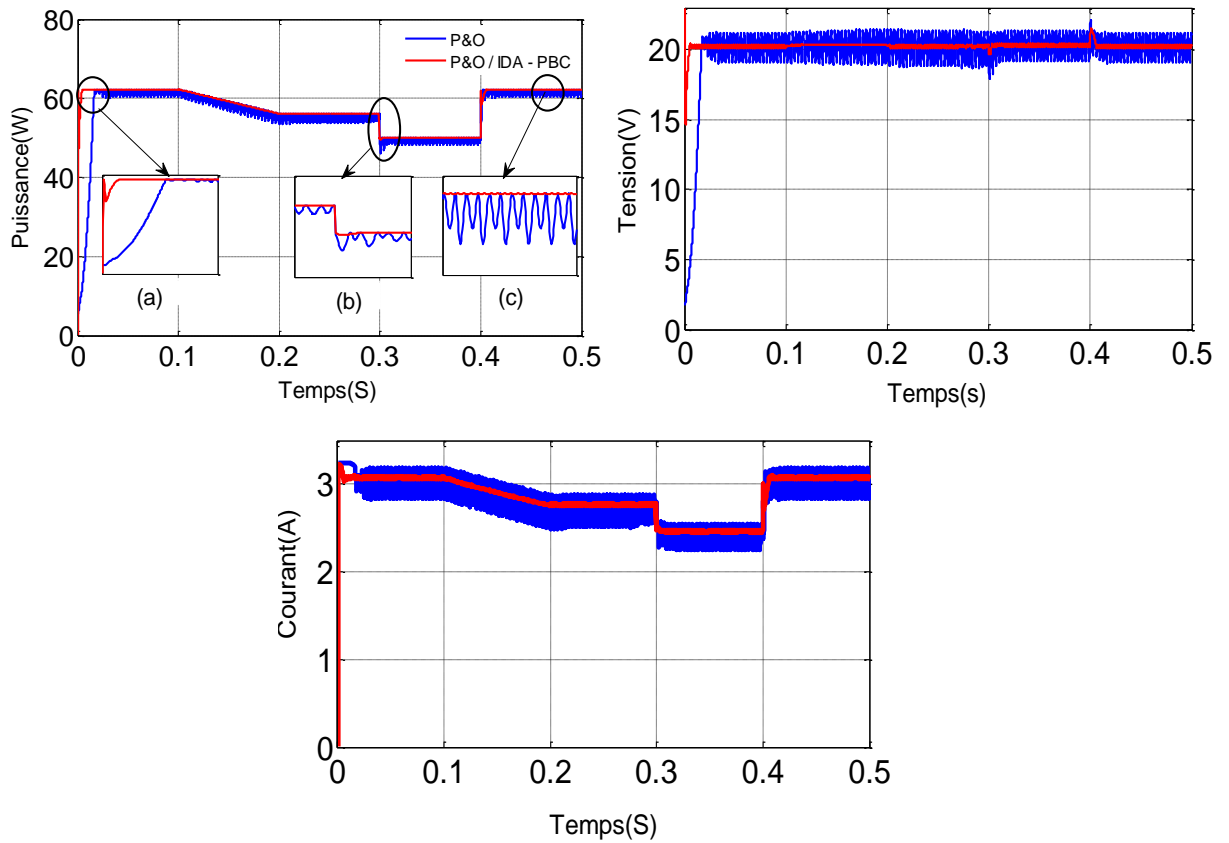 80
60
40
20
0
Puissance(W)
P&O
P&O / IDA - PBC
(a)
(b)
(c)
0
0.1
0.2
0.3
0.4
0.5
Temps(S)
20
15
10
5
0
Tension(V)
0
0.1
0.2
0.3
0.4
0.5
Temps(s)
3
2
1
0
Courant(A)
0
0.1
0.2
0.3
0.4
0.5
Temps(S)